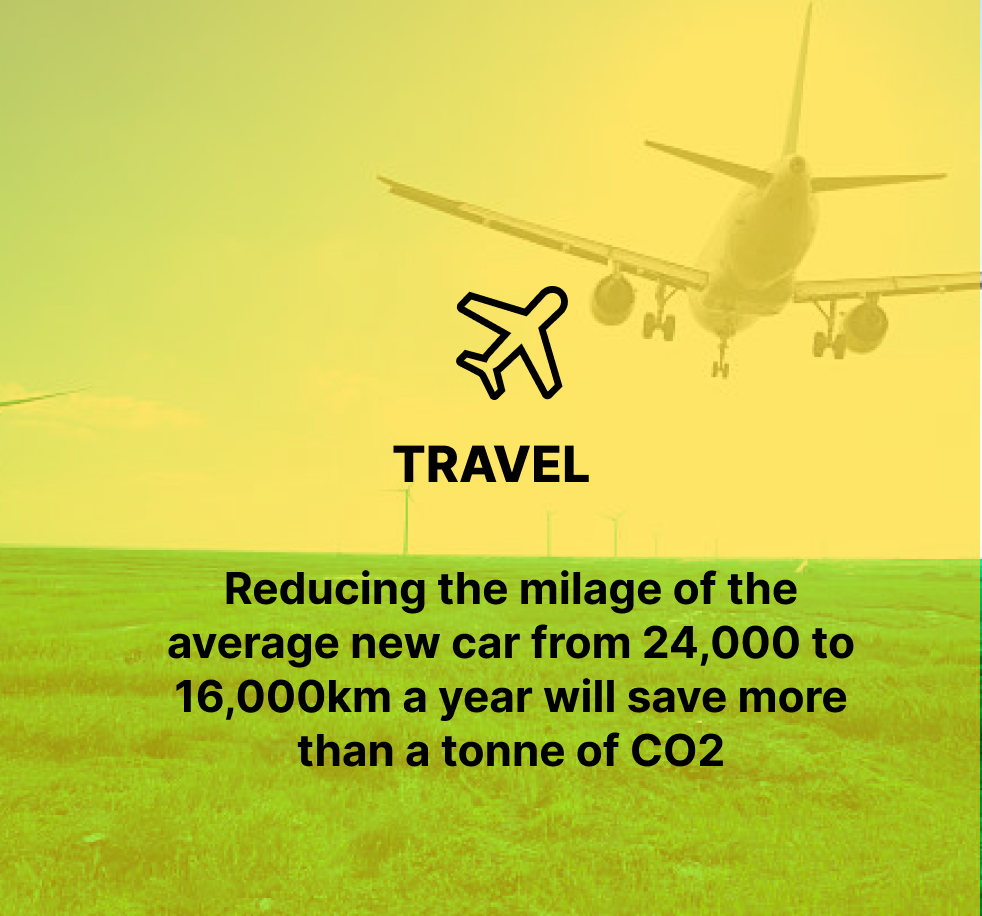 TRAVEL
Reducing the milage of the
average new car from 24,000 to
16,000km a year will save more
than a tonne of CO2